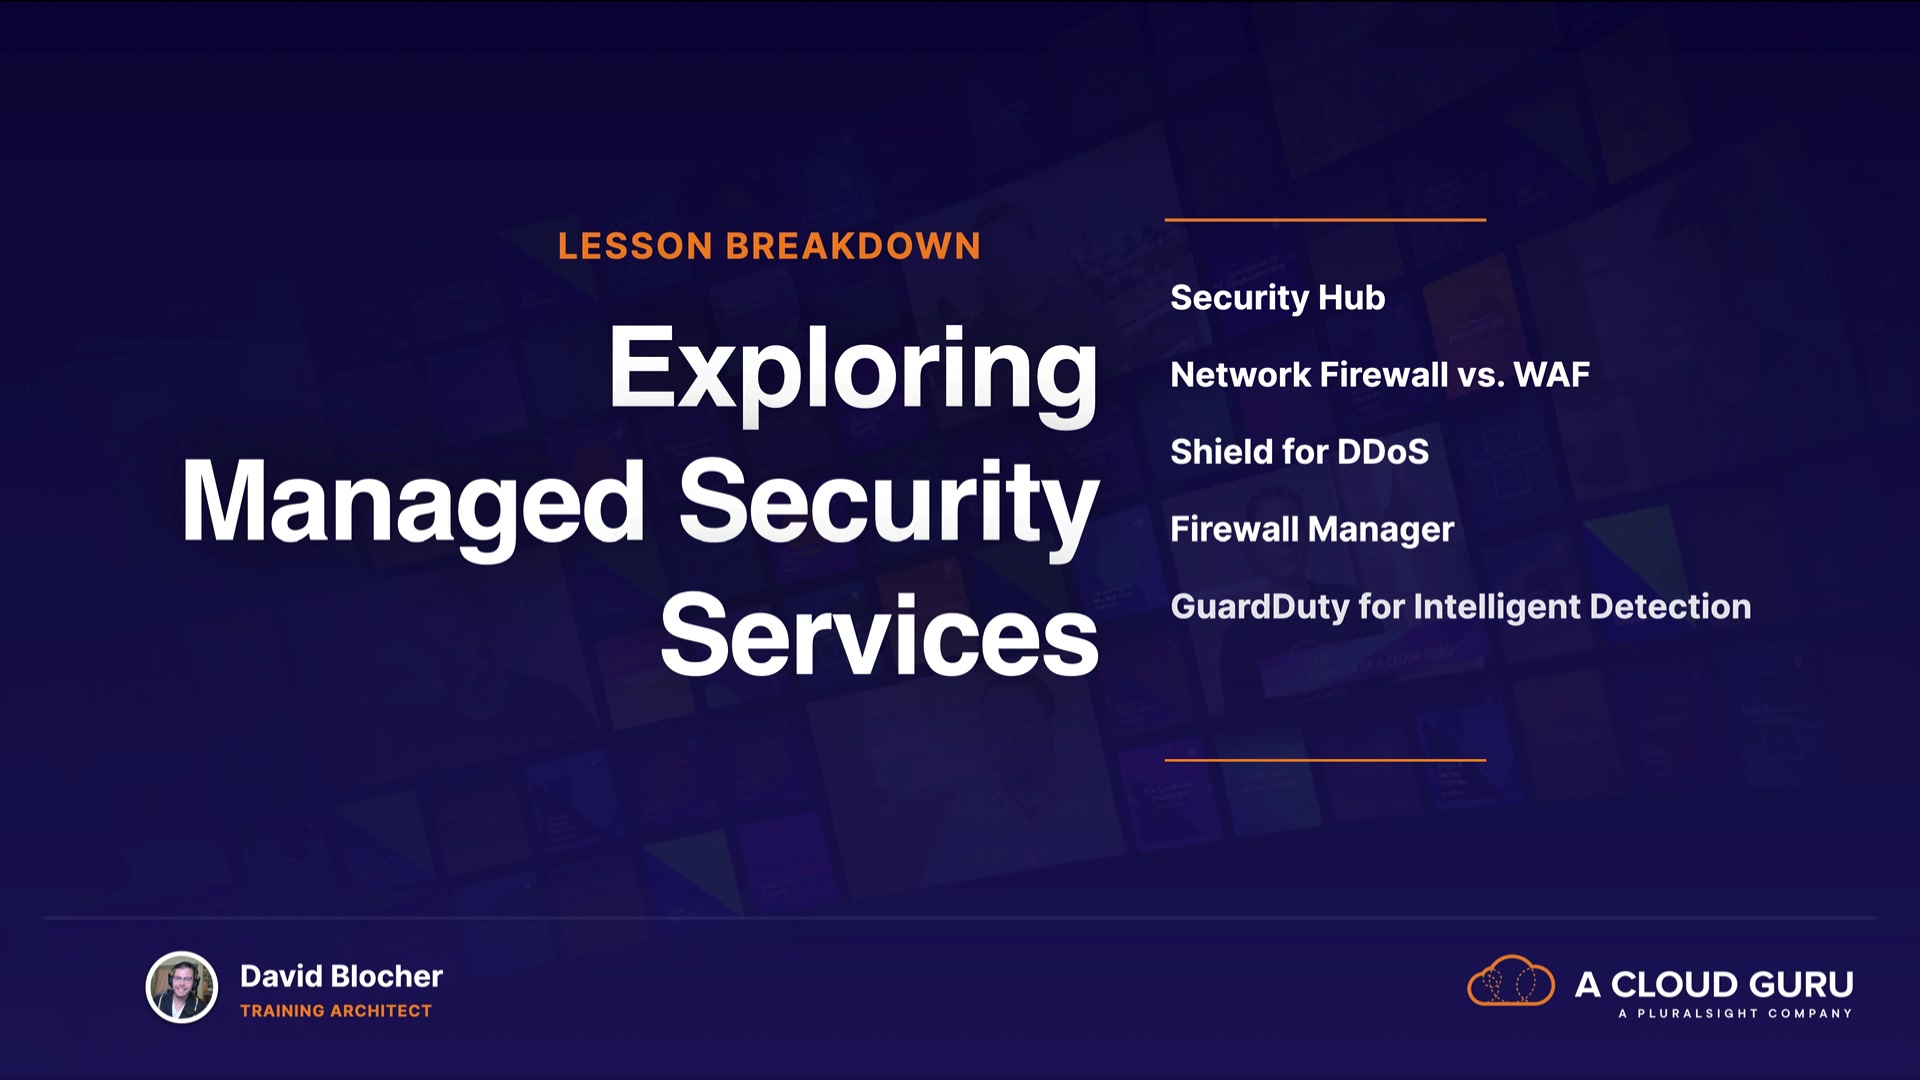 LESSON BREAKDOWN
Exploring
Managed Security
Services
Security Hub
Network Firewall vs. WAF
Shield for DDoS
Firewall Manager
GuardDuty for Intelligent Detection
David Blocher
TRAINING ARCHITECT
A CLOUD GURU
A PLURALSIGHT COMPANY